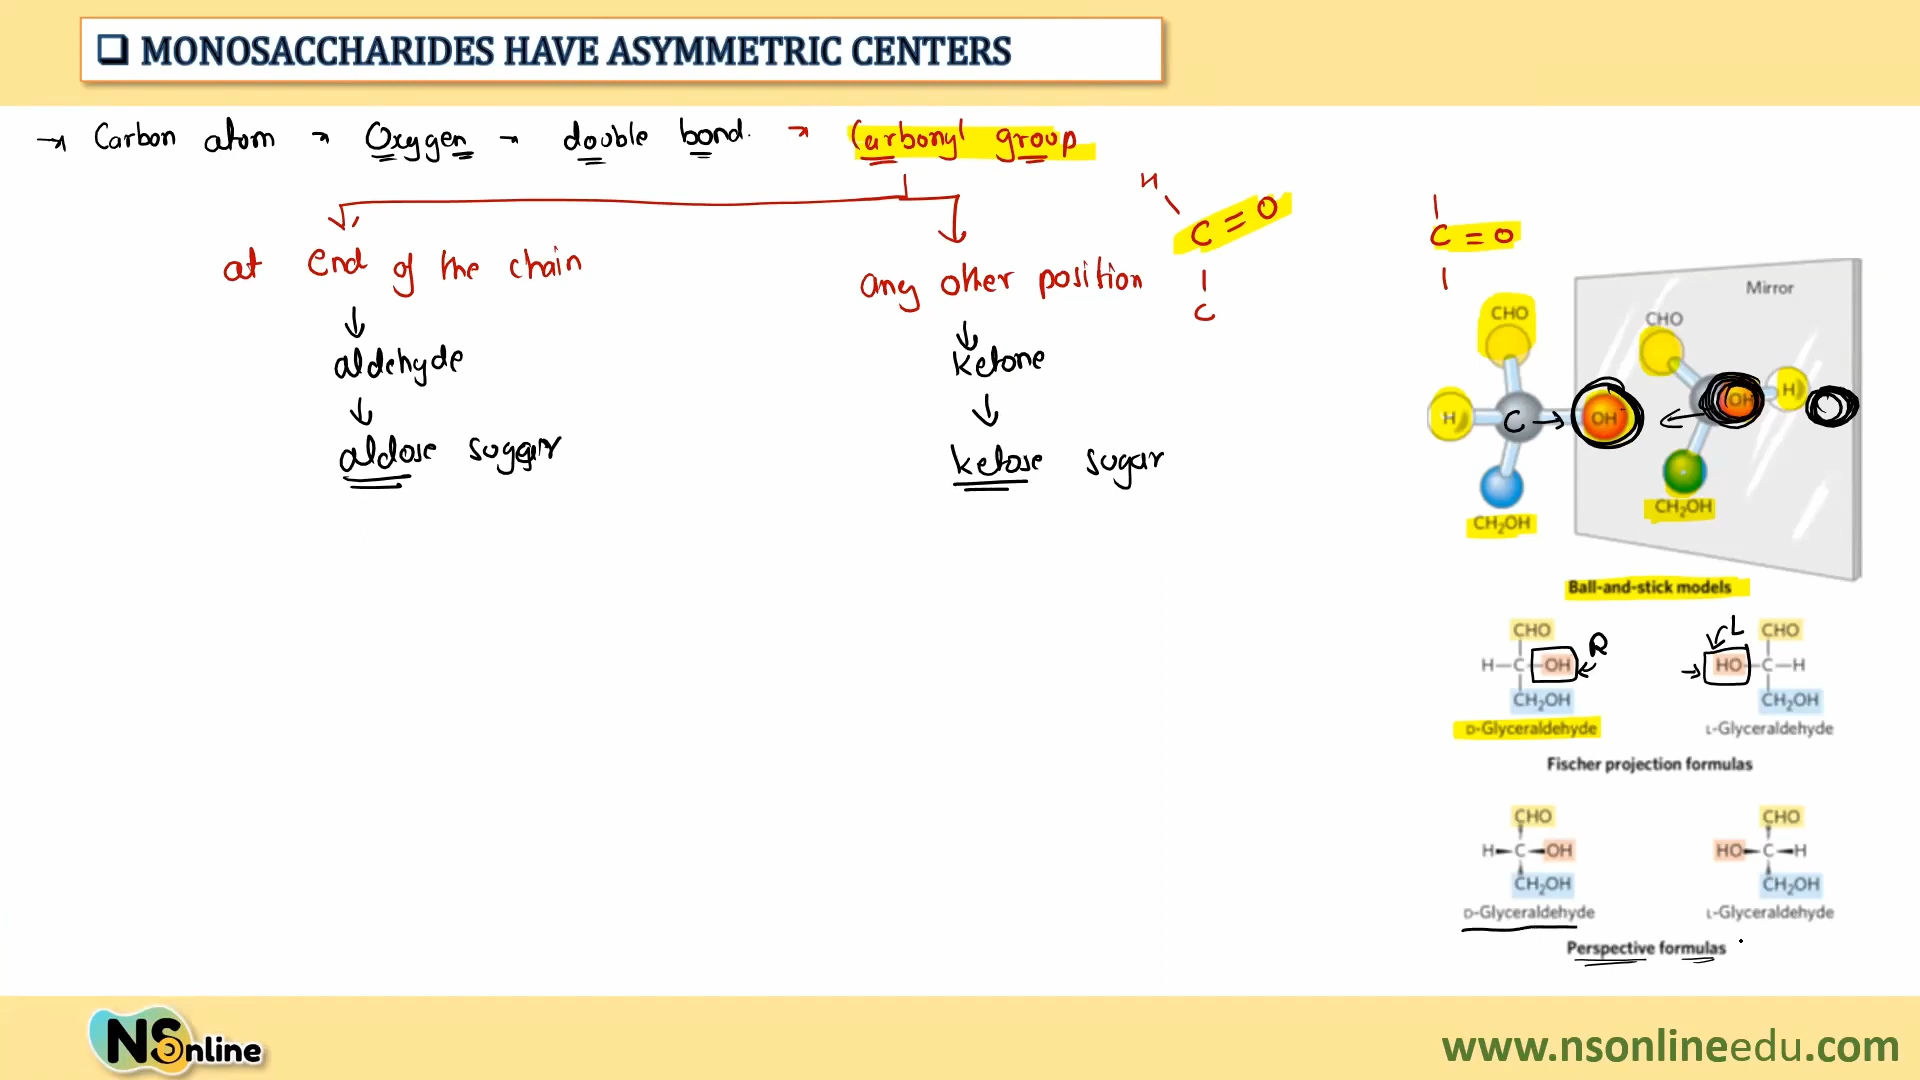 ❑ MONOSACCHARIDES HAVE ASYMMETRIC CENTERS
→ Carbon atom → Oxygen → double bond. → Carbonyl group
at end of the chain
any other position
↓
aldehyde
↓
aldose suggar
↓
ketone
↓
ketose sugar
H
C = O
C
C = O
Mirror
CHO
CHO
H
C
OH
OH
H
CH₂OH
CH₂OH
Ball-and-stick models
CHO
H—C—OH
R
CH₂OH
D-Glyceraldehyde
L
CHO
HO—C—H
CH₂OH
L-Glyceraldehyde
Fischer projection formulas
CHO
H C OH
CH₂OH
D-Glyceraldehyde
CHO
HO C H
CH₂OH
L-Glyceraldehyde
Perspective formulas
NSOnline
www.nsonlineedu.com